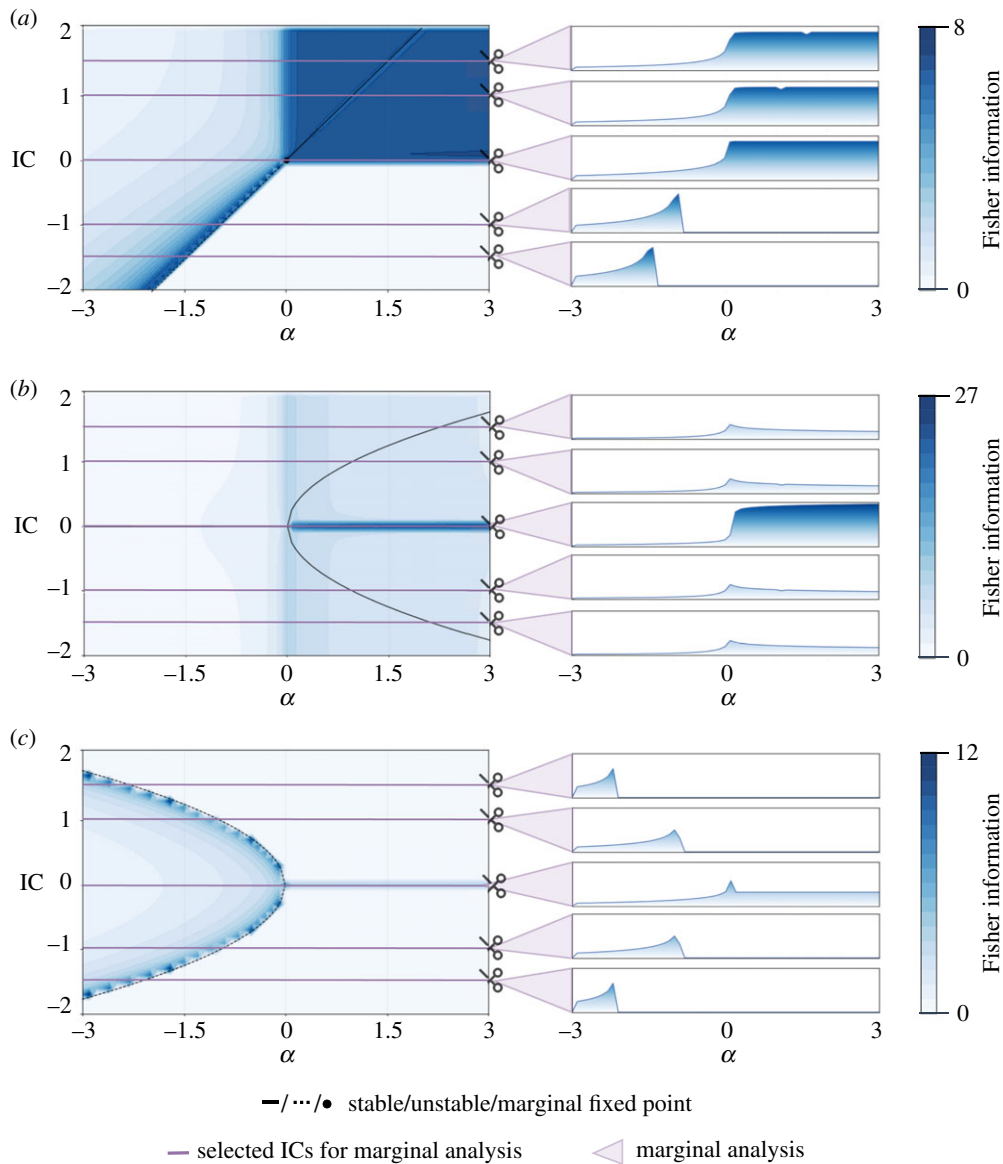 (a)
2
1
IC 0
–1
–2
–3 –1.5 0 1.5 3
α
–3 0 3
α
8
Fisher information
0
(b)
2
1
IC 0
–1
–2
–3 –1.5 0 1.5 3
α
–3 0 3
α
27
Fisher information
0
(c)
2
1
IC 0
–1
–2
–3 –1.5 0 1.5 3
α
–3 0 3
α
12
Fisher information
0
stable/unstable/marginal fixed point
selected ICs for marginal analysis
marginal analysis